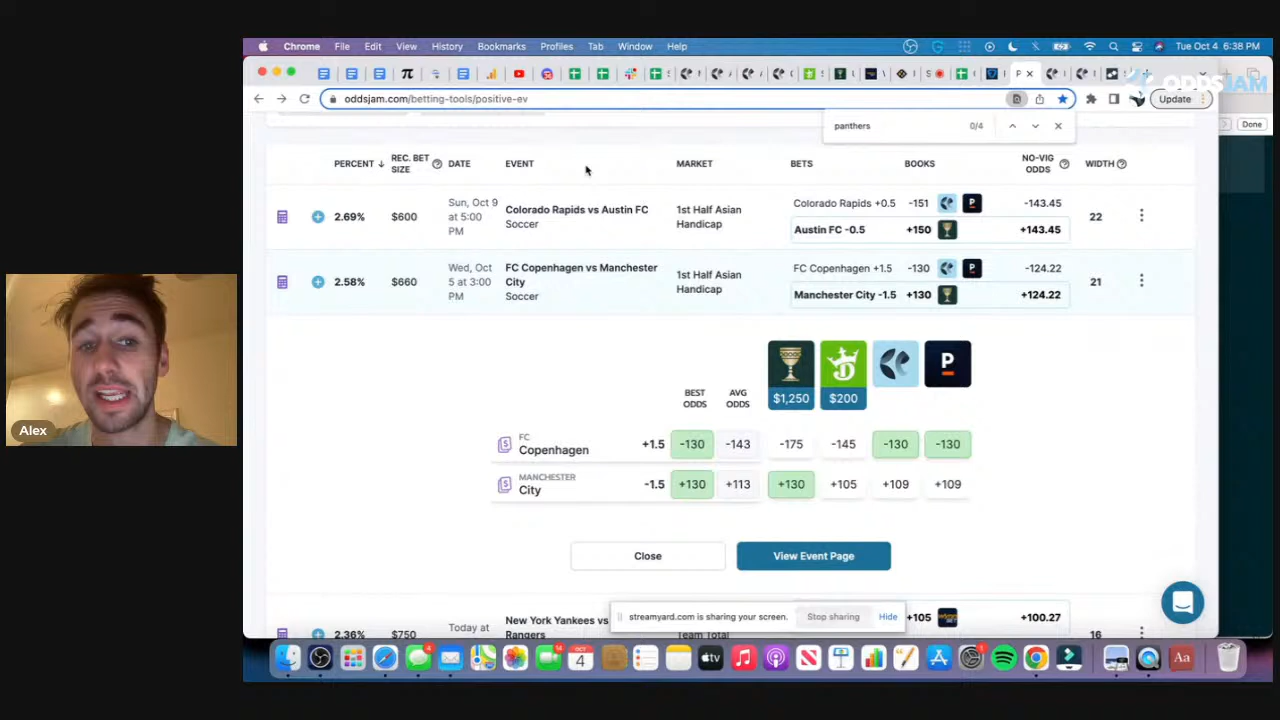 Chrome File Edit View History Bookmarks Profiles Tab Window Help Tue Oct 4 6:38 PM
ODDSJAM
oddsjam.com/betting-tools/positive-ev Update
panthers 0/4 Done
PERCENT REC. BET SIZE DATE EVENT MARKET BETS BOOKS NO-VIG ODDS WIDTH
2.69% $600 Sun, Oct 9 at 5:00 PM Colorado Rapids vs Austin FC Soccer 1st Half Asian Handicap Colorado Rapids +0.5 -151 P -143.45 22
Austin FC -0.5 +150 +143.45
2.58% $660 Wed, Oct 5 at 3:00 PM FC Copenhagen vs Manchester City Soccer 1st Half Asian Handicap FC Copenhagen +1.5 -130 P -124.22 21
Manchester City -1.5 +130 +124.22
BEST ODDS AVG ODDS $1,250 $200 P
FC Copenhagen +1.5 -130 -143 -175 -145 -130 -130
MANCHESTER City -1.5 +130 +113 +130 +105 +109 +109
Close View Event Page
streamyard.com is sharing your screen. Stop sharing Hide
2.36% $750 Today at New York Yankees vs Rangers Team Total +105 +100.27 16
Alex